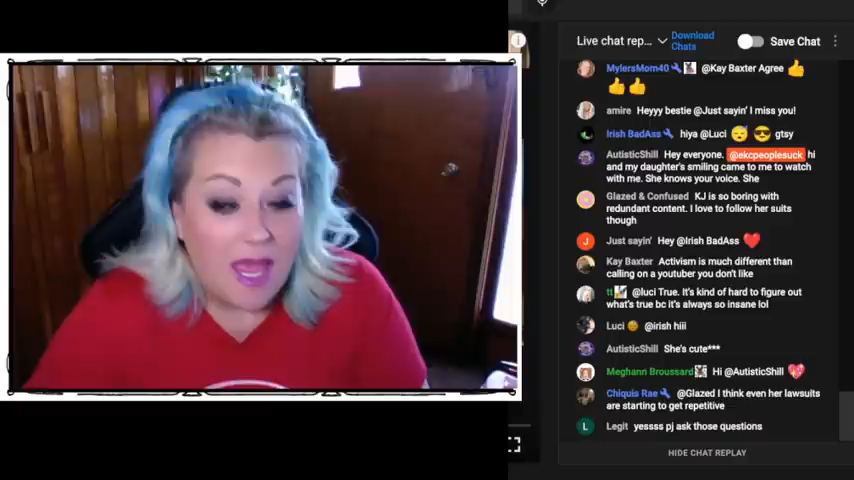 Live chat rep...
Download
Chats
Save Chat
MylersMom40 @Kay Baxter Agree
amire Heyyy bestie @Just sayin' I miss you!
Irish BadAss hiya @Luci gtsy
AutisticShill Hey everyone. @ekcpeoplesuck hi
and my daughter's smiling came to me to watch
with me. She knows your voice. She
Glazed & Confused KJ is so boring with
redundant content. I love to follow her suits
though
J
Just sayin' Hey @Irish BadAss
Kay Baxter Activism is much different than
calling on a youtuber you don't like
tt @luci True. It's kind of hard to figure out
what's true bc it's always so insane lol
Luci @irish hiii
AutisticShill She's cute***
Meghann Broussard Hi @AutisticShill
Chiquis Rae @Glazed I think even her lawsuits
are starting to get repetitive
L
Legit yessss pj ask those questions
HIDE CHAT REPLAY